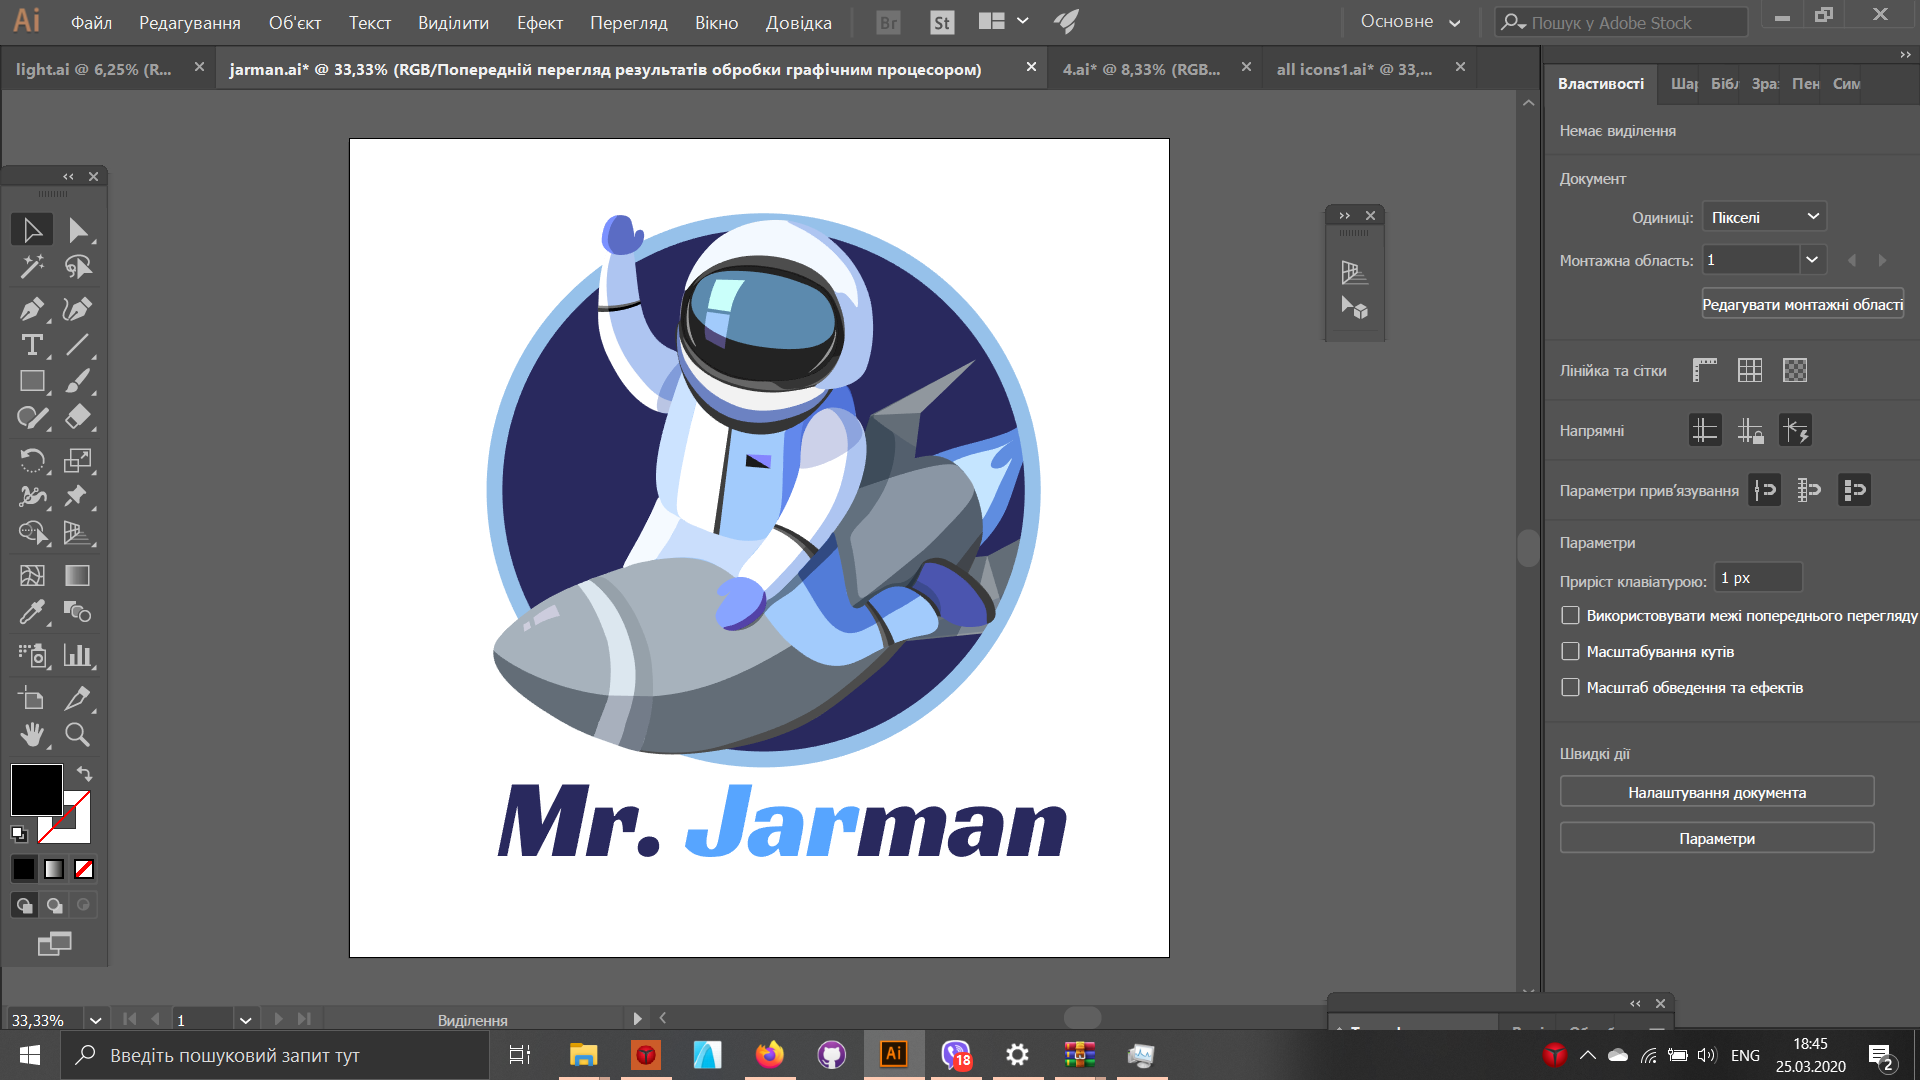 Ai Файл Редагування Об'єкт Текст Виділити Ефект Перегляд Вікно Довідка Br St Основне Пошук у Adobe Stock
light.ai @ 6,25% (R... jarman.ai* @ 33,33% (RGB/Попередній перегляд результатів обробки графічним процесором) 4.ai* @ 8,33% (RGB... all icons1.ai* @ 33,...
Властивості Шар Бібл Зра Пен Сим
Немає виділення
Документ
Одиниці: Пікселі
Монтажна область: 1
Редагувати монтажні області
Лінійка та сітки
Напрямні
Параметри прив’язування
Параметри
Приріст клавіатурою: 1 px
Використовувати межі попереднього перегляду
Масштабування кутів
Масштаб обведення та ефектів
Швидкі дії
Налаштування документа
Параметри
Mr. Jarman
33,33% 1 Виділення
Введіть пошуковий запит тут
Ai
18
ENG
18:45
25.03.2020
2